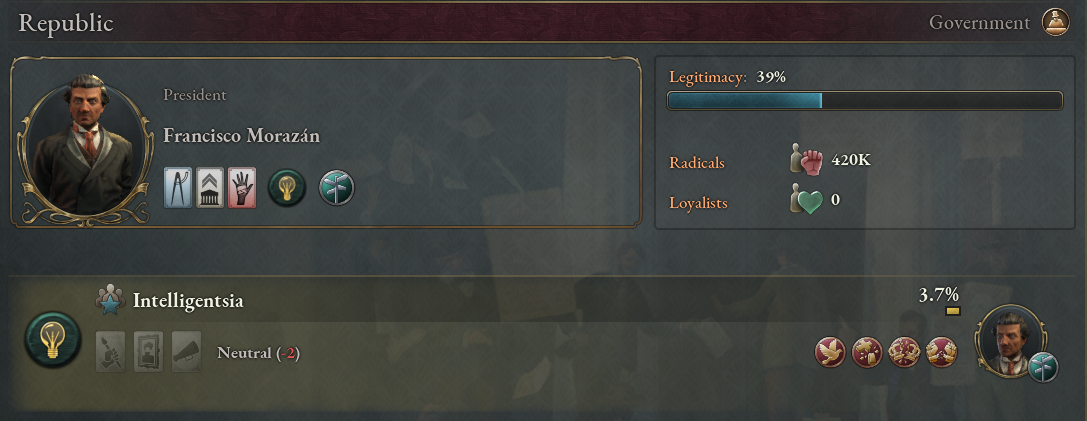 Republic
Government
President
Francisco Morazán
Legitimacy: 39%
Radicals 420K
Loyalists 0
Intelligentsia
3.7%
Neutral (-2)